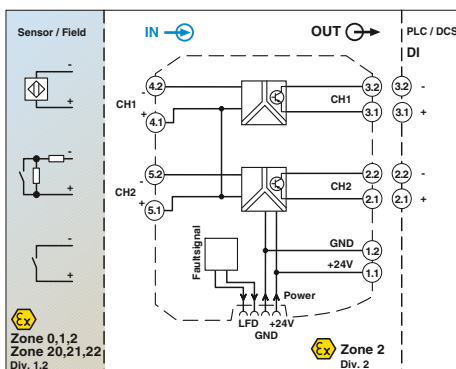 Sensor / Field
IN
OUT
PLC / DCS
DI
-
+
-
+
-
+
4.2
-
CH1
+
4.1
3.2
CH1
3.1
3.2
-
3.1
+
5.2
-
CH2
+
5.1
2.2
CH2
2.1
2.2
-
2.1
+
Faultsignal
GND
1.2
+24V
1.1
Power
LFD
+24V
GND
Ex
Zone 0,1,2
Zone 20,21,22
Div. 1,2
Ex
Zone 2
Div. 2